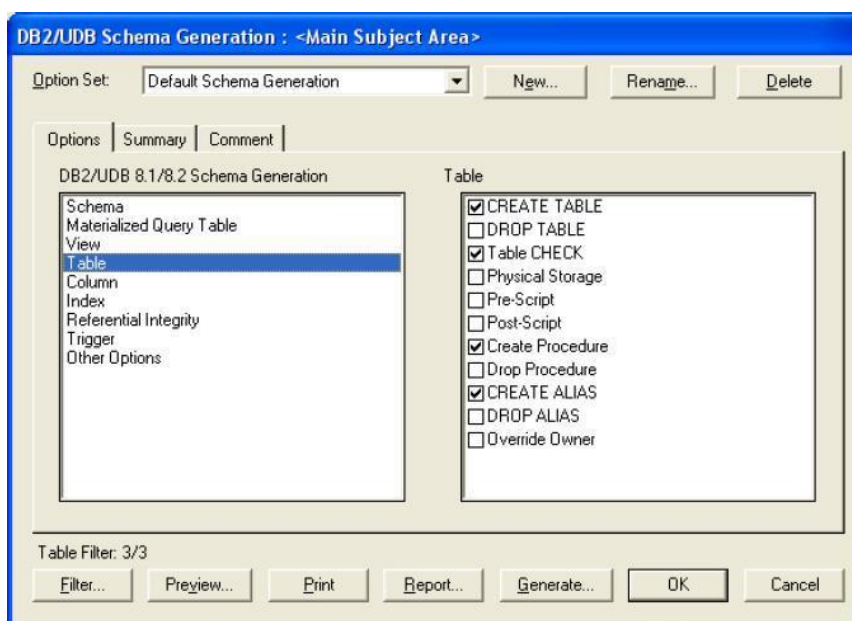 DB2/UDB Schema Generation : <Main Subject Area>
Option Set: Default Schema Generation New... Rename... Delete
Options Summary Comment
DB2/UDB 8.1/8.2 Schema Generation
Schema
Materialized Query Table
View
Table
Column
Index
Referential Integrity
Trigger
Other Options
Table
CREATE TABLE
DROP TABLE
Table CHECK
Physical Storage
Pre-Script
Post-Script
Create Procedure
Drop Procedure
CREATE ALIAS
DROP ALIAS
Override Owner
Table Filter: 3/3
Filter... Preview... Print Report... Generate... OK Cancel